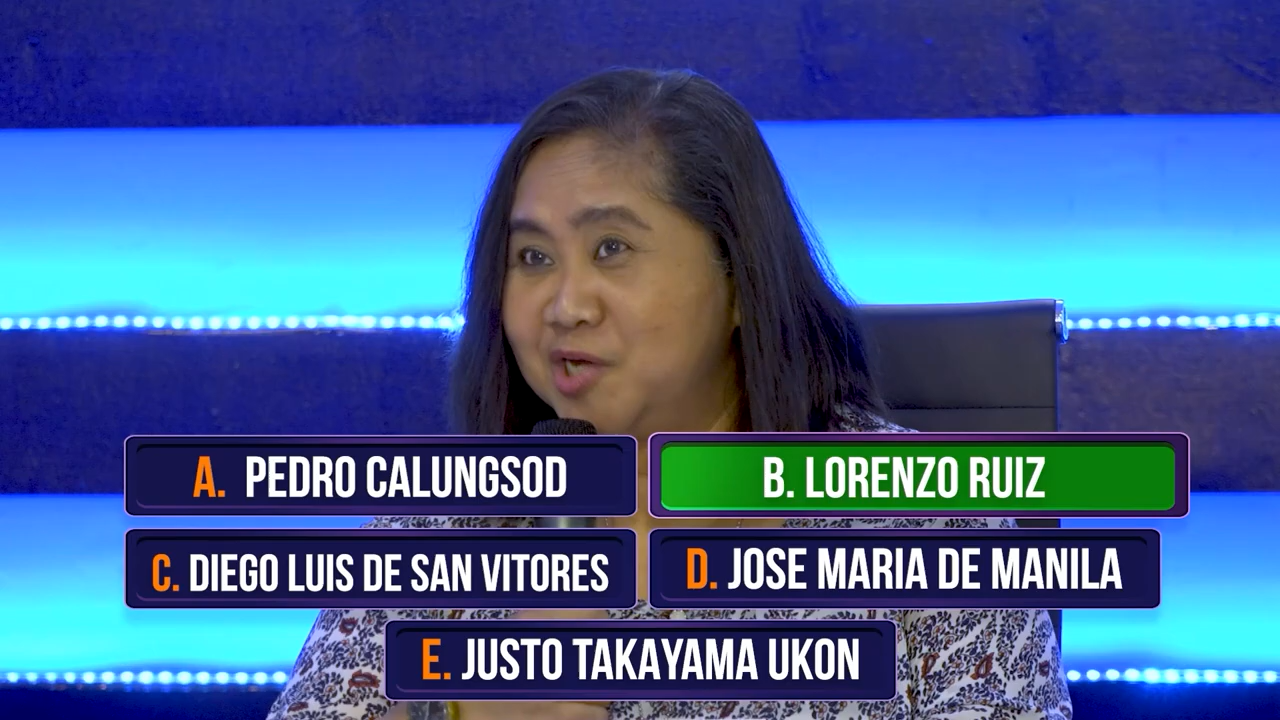 A. PEDRO CALUNGSOD
B. LORENZO RUIZ
C. DIEGO LUIS DE SAN VITORES
D. JOSE MARIA DE MANILA
E. JUSTO TAKAYAMA UKON